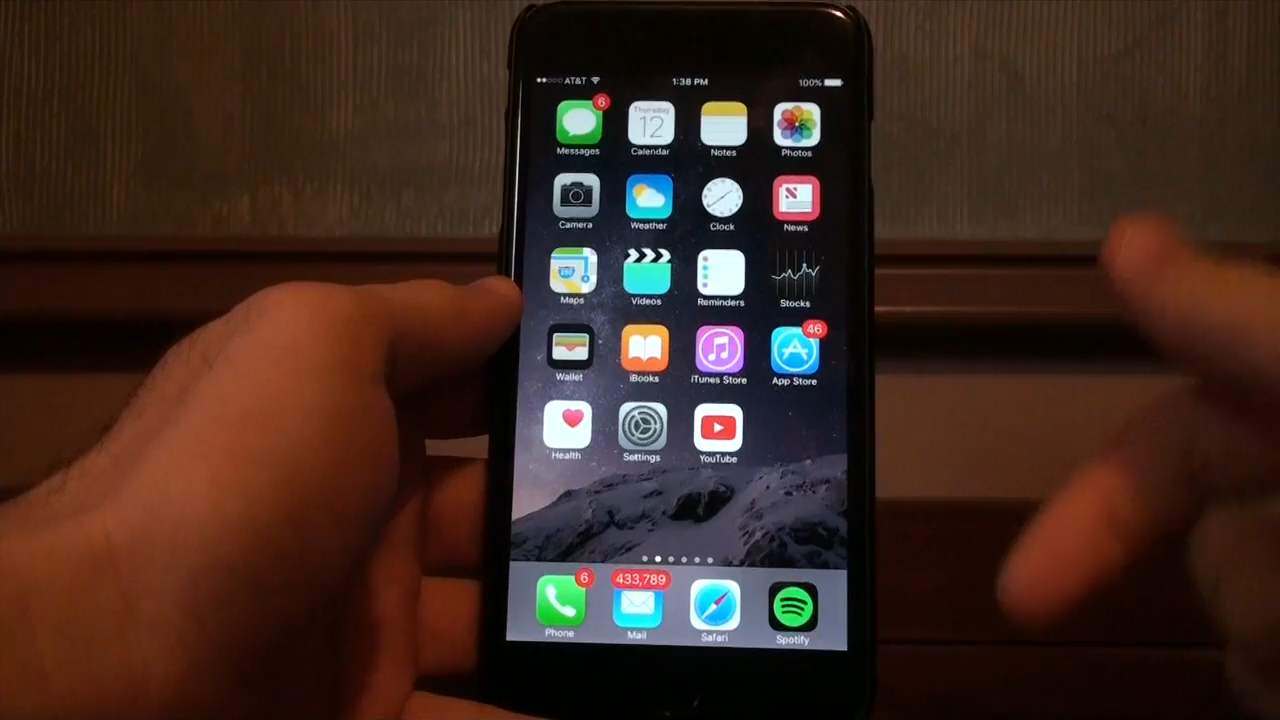 AT&T 1:38 PM 100%
6
Thursday
12
Messages Calendar Notes Photos
Camera Weather Clock News
280
Maps Videos Reminders Stocks
46
Wallet iBooks iTunes Store App Store
Health Settings YouTube
6 433,789
Phone Mail Safari Spotify